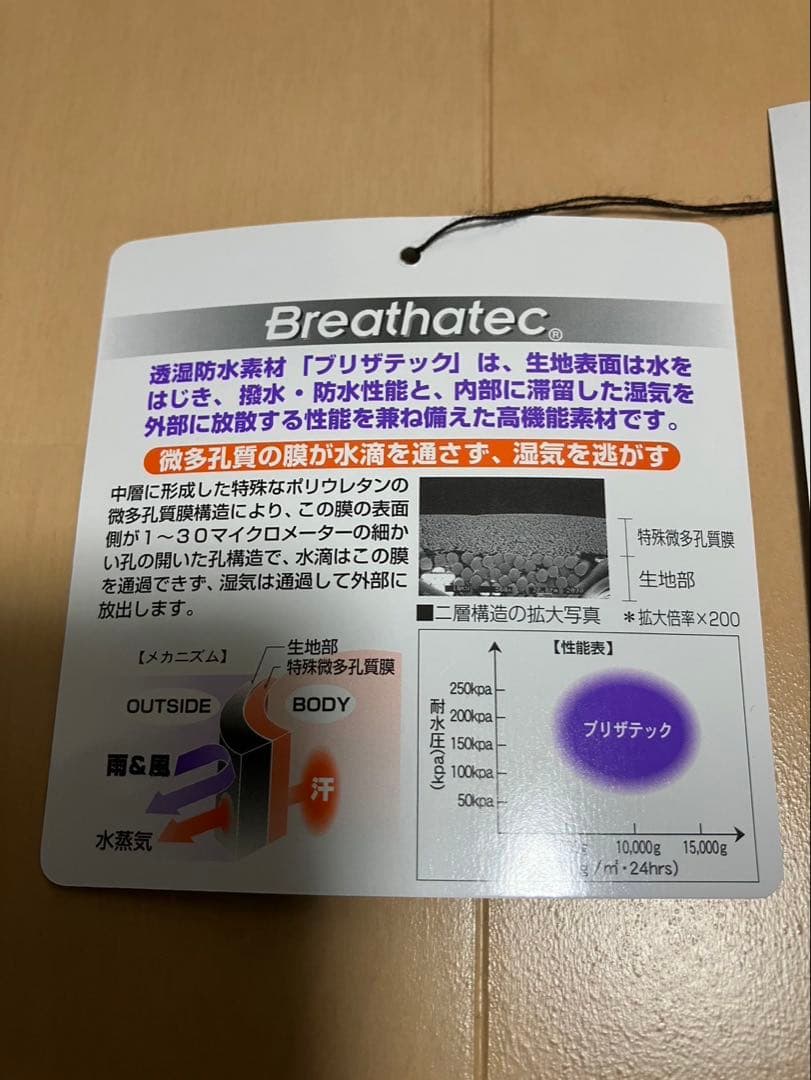 Breathatec®
透湿防水素材「ブリザテック」は、生地表面は水を
はじき、撥水・防水性能と、内部に滞留した湿気を
外部に放散する性能を兼ね備えた高機能素材です。
微多孔質の膜が水滴を通さず、湿気を逃がす
中層に形成した特殊なポリウレタンの
微多孔質膜構造により、この膜の表面
側が1〜30マイクロメーターの細か
い孔の開いた孔構造で、水滴はこの膜
を通過できず、湿気は通過して外部に
放出します。
特殊微多孔質膜
生地部
■二層構造の拡大写真 *拡大倍率×200
【メカニズム】
生地部
特殊微多孔質膜
OUTSIDE
BODY
雨&風
汗
水蒸気
【性能表】
耐水圧(kpa)
250kpa
200kpa
150kpa
100kpa
50kpa
ブリザテック
10,000g
15,000g
/㎡・24hrs)